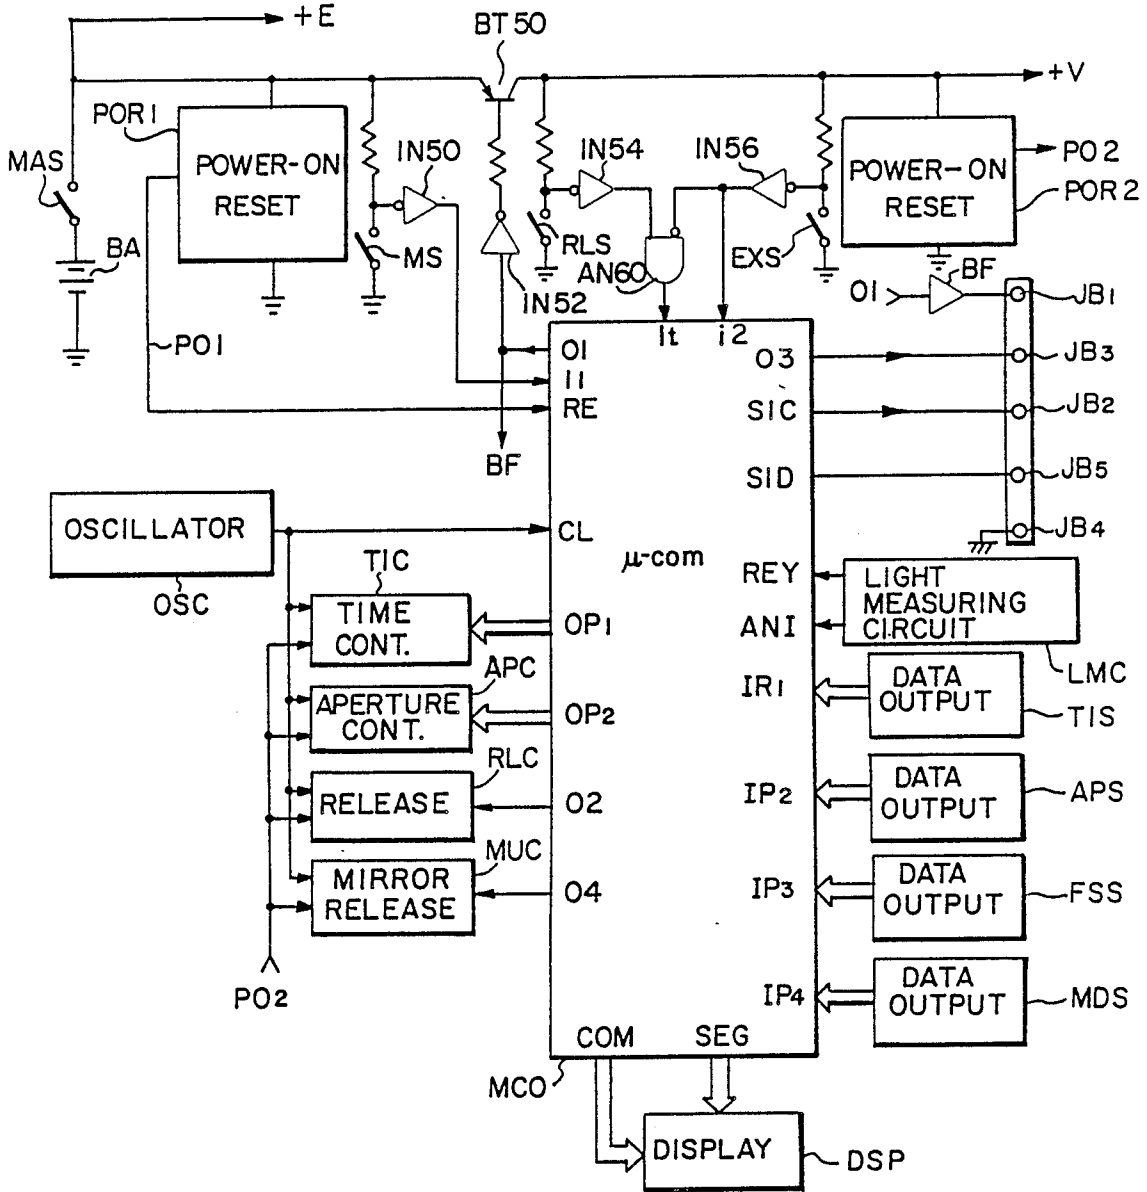 +E
BT50
+V
POR1
POWER-ON
RESET
MAS
IN50
IN54
IN56
POWER-ON
RESET
PO2
POR2
BA
MS
RLS
EXS
AN60
IN52
BF
O1
JB1
PO1
O1
I1
RE
It
i2
O3
JB3
SIC
JB2
BF
SID
JB5
JB4
OSCILLATOR
CL
μ-com
OSC
TIC
TIME
CONT.
OP1
REY
ANI
LIGHT
MEASURING
CIRCUIT
LMC
APC
APERTURE
CONT.
OP2
IR1
DATA
OUTPUT
TIS
RLC
RELEASE
O2
IP2
DATA
OUTPUT
APS
MUC
MIRROR
RELEASE
O4
IP3
DATA
OUTPUT
FSS
PO2
IP4
DATA
OUTPUT
MDS
COM
SEG
MCO
DISPLAY
DSP